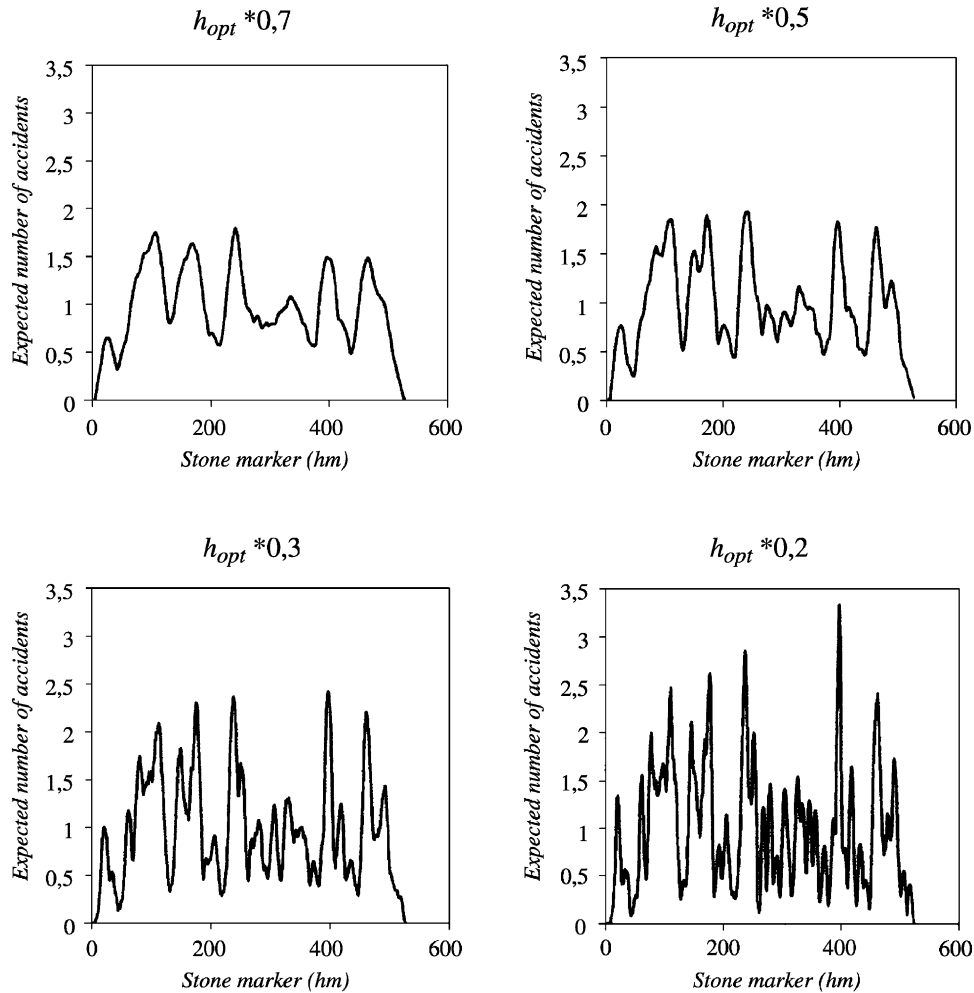 h_opt *0,7
Expected number of accidents
3,5
3
2,5
2
1,5
1
0,5
0
0 200 400 600
Stone marker (hm)
h_opt *0,5
Expected number of accidents
3,5
3
2,5
2
1,5
1
0,5
0
0 200 400 600
Stone marker (hm)
h_opt *0,3
Expected number of accidents
3,5
3
2,5
2
1,5
1
0,5
0
0 200 400 600
Stone marker (hm)
h_opt *0,2
Expected number of accidents
3,5
3
2,5
2
1,5
1
0,5
0
0 200 400 600
Stone marker (hm)